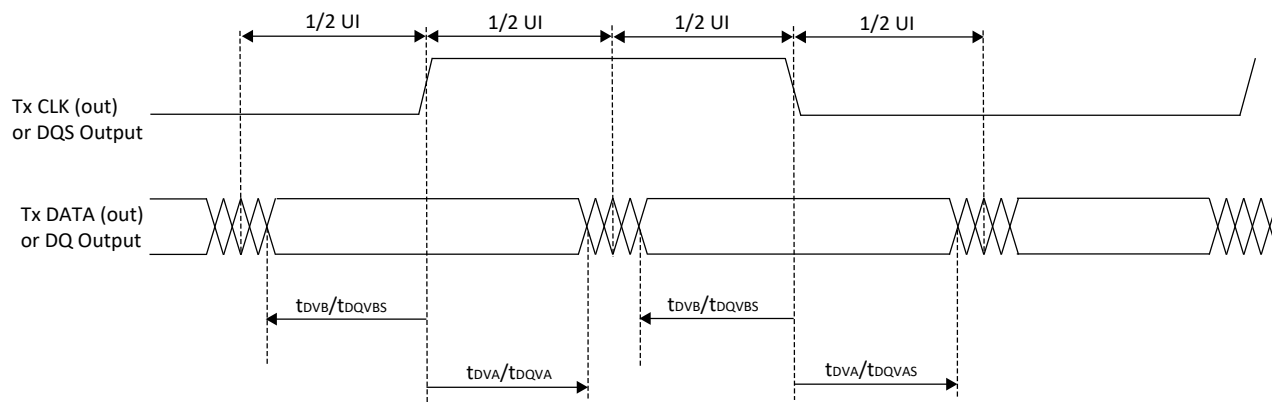 1/2 UI
1/2 UI
1/2 UI
1/2 UI
Tx CLK (out)
or DQS Output
Tx DATA (out)
or DQ Output
tDVB/tDQVBS
tDVB/tDQVBS
tDVA/tDQVA
tDVA/tDQVAS